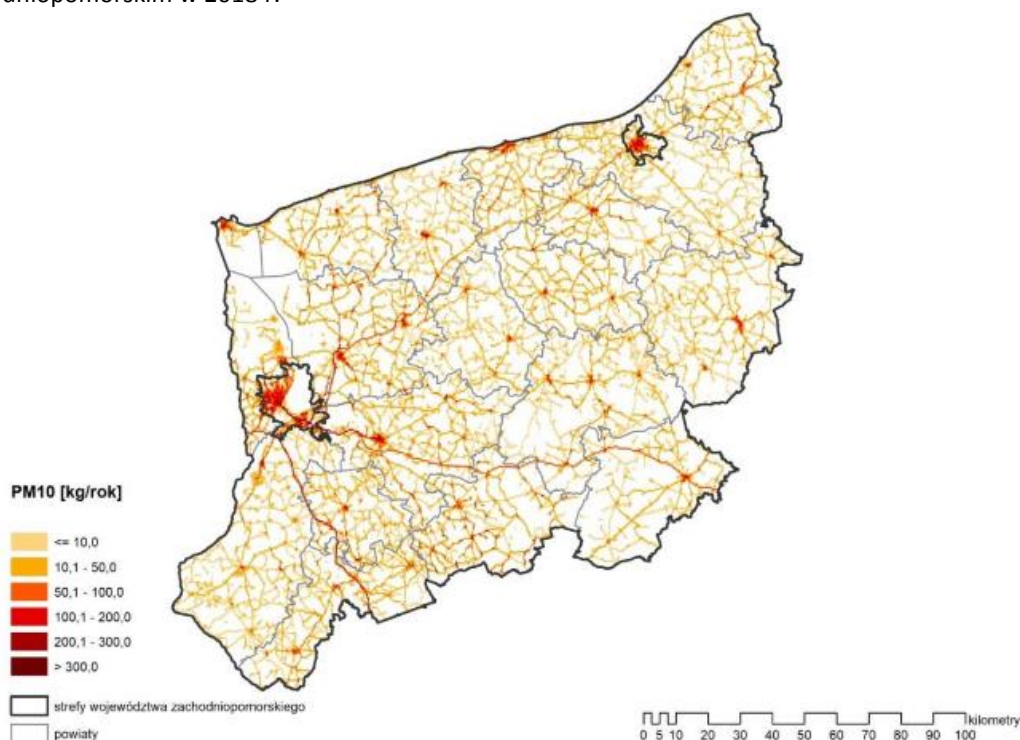 dniopomorskim w 2018 r.
PM10 [kg/rok]
<= 10,0
10,1 - 50,0
50,1 - 100,0
100,1 - 200,0
200,1 - 300,0
> 300,0
strefy województwa zachodniopomorskiego
powiaty
kilometry
0 5 10 20 30 40 50 60 70 80 90 100